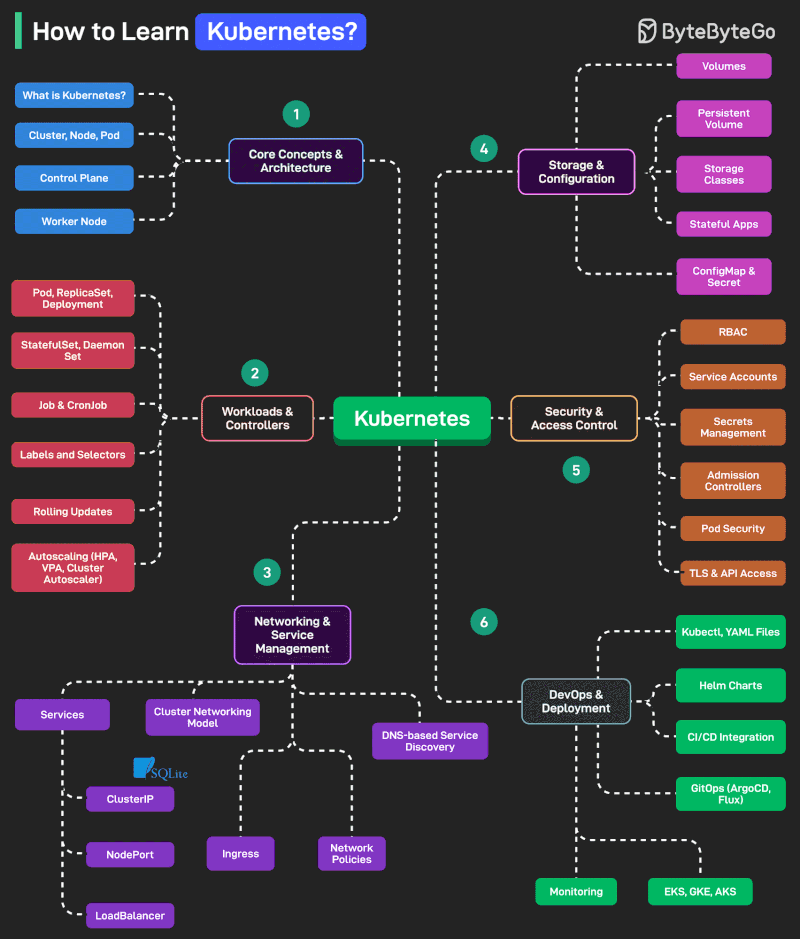 How to Learn Kubernetes?
ByteByteGo
1
Core Concepts &
Architecture
What is Kubernetes?
Cluster, Node, Pod
Control Plane
Worker Node
2
Workloads &
Controllers
Pod, ReplicaSet,
Deployment
StatefulSet, Daemon
Set
Job & CronJob
Labels and Selectors
Rolling Updates
Autoscaling (HPA,
VPA, Cluster
Autoscaler)
Kubernetes
3
Networking &
Service
Management
Services
ClusterIP
NodePort
LoadBalancer
SQLite
Cluster Networking
Model
Ingress
Network
Policies
DNS-based Service
Discovery
4
Storage &
Configuration
Volumes
Persistent
Volume
Storage
Classes
Stateful Apps
ConfigMap &
Secret
5
Security &
Access Control
RBAC
Service Accounts
Secrets
Management
Admission
Controllers
Pod Security
TLS & API Access
6
DevOps &
Deployment
Kubectl, YAML Files
Helm Charts
CI/CD Integration
GitOps (ArgoCD,
Flux)
Monitoring
EKS, GKE, AKS